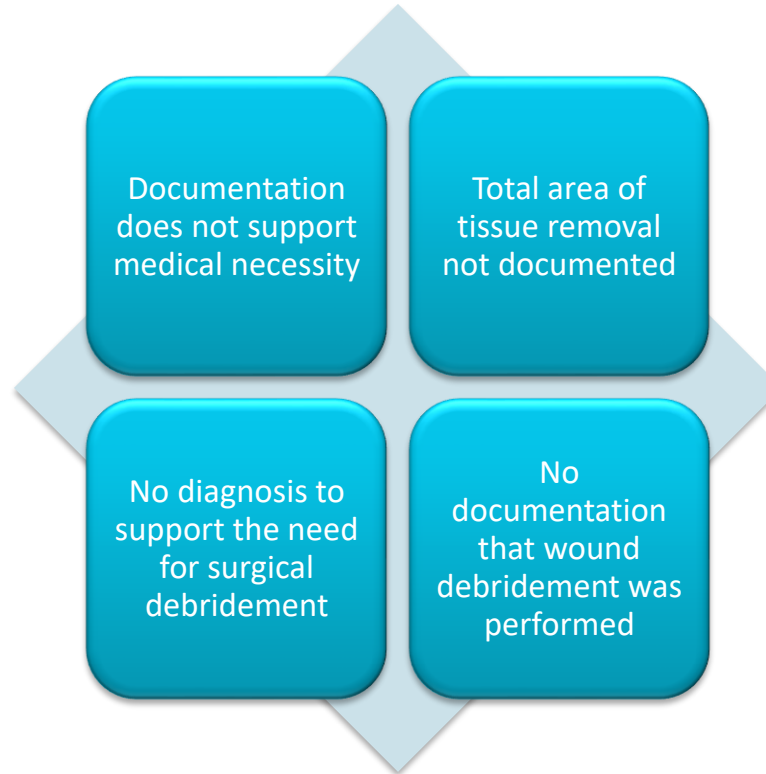 Documentation
does not support
medical necessity
Total area of
tissue removal
not documented
No diagnosis to
support the need
for surgical
debridement
No
documentation
that wound
debridement was
performed